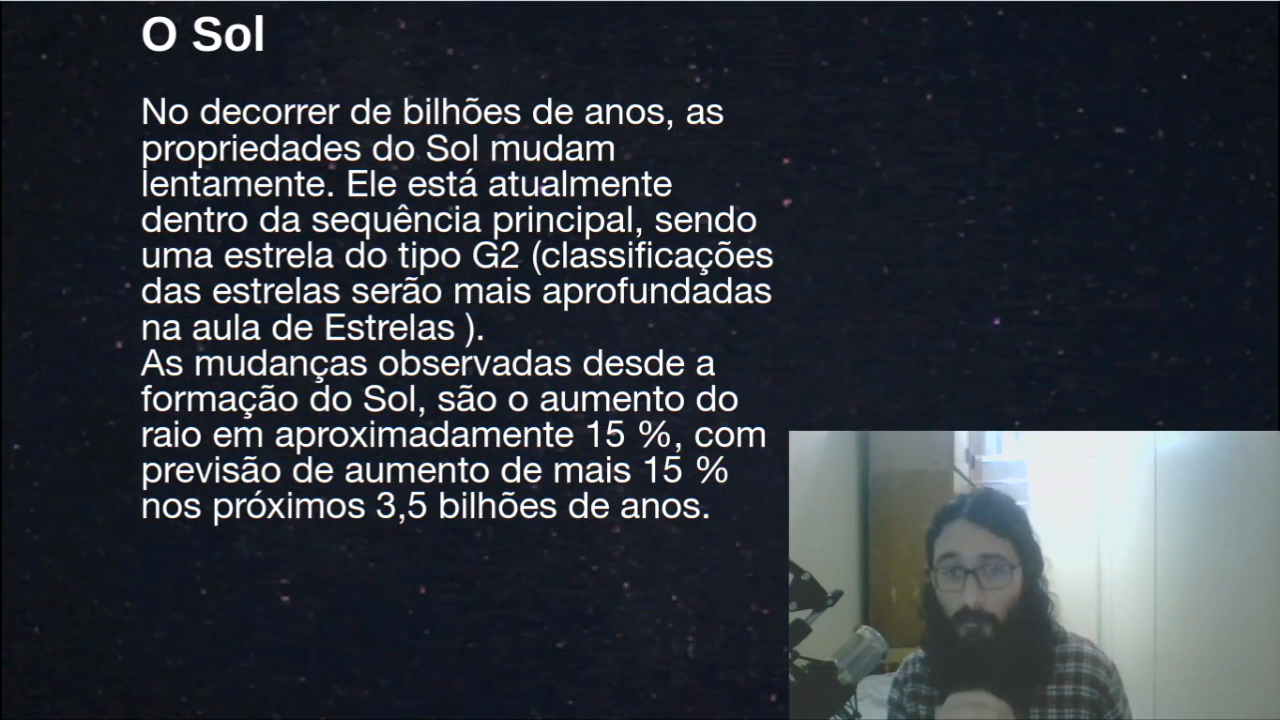 O Sol
No decorrer de bilhões de anos, as
propriedades do Sol mudam
lentamente. Ele está atualmente
dentro da sequência principal, sendo
uma estrela do tipo G2 (classificações
das estrelas serão mais aprofundadas
na aula de Estrelas ).
As mudanças observadas desde a
formação do Sol, são o aumento do
raio em aproximadamente 15 %, com
previsão de aumento de mais 15 %
nos próximos 3,5 bilhões de anos.